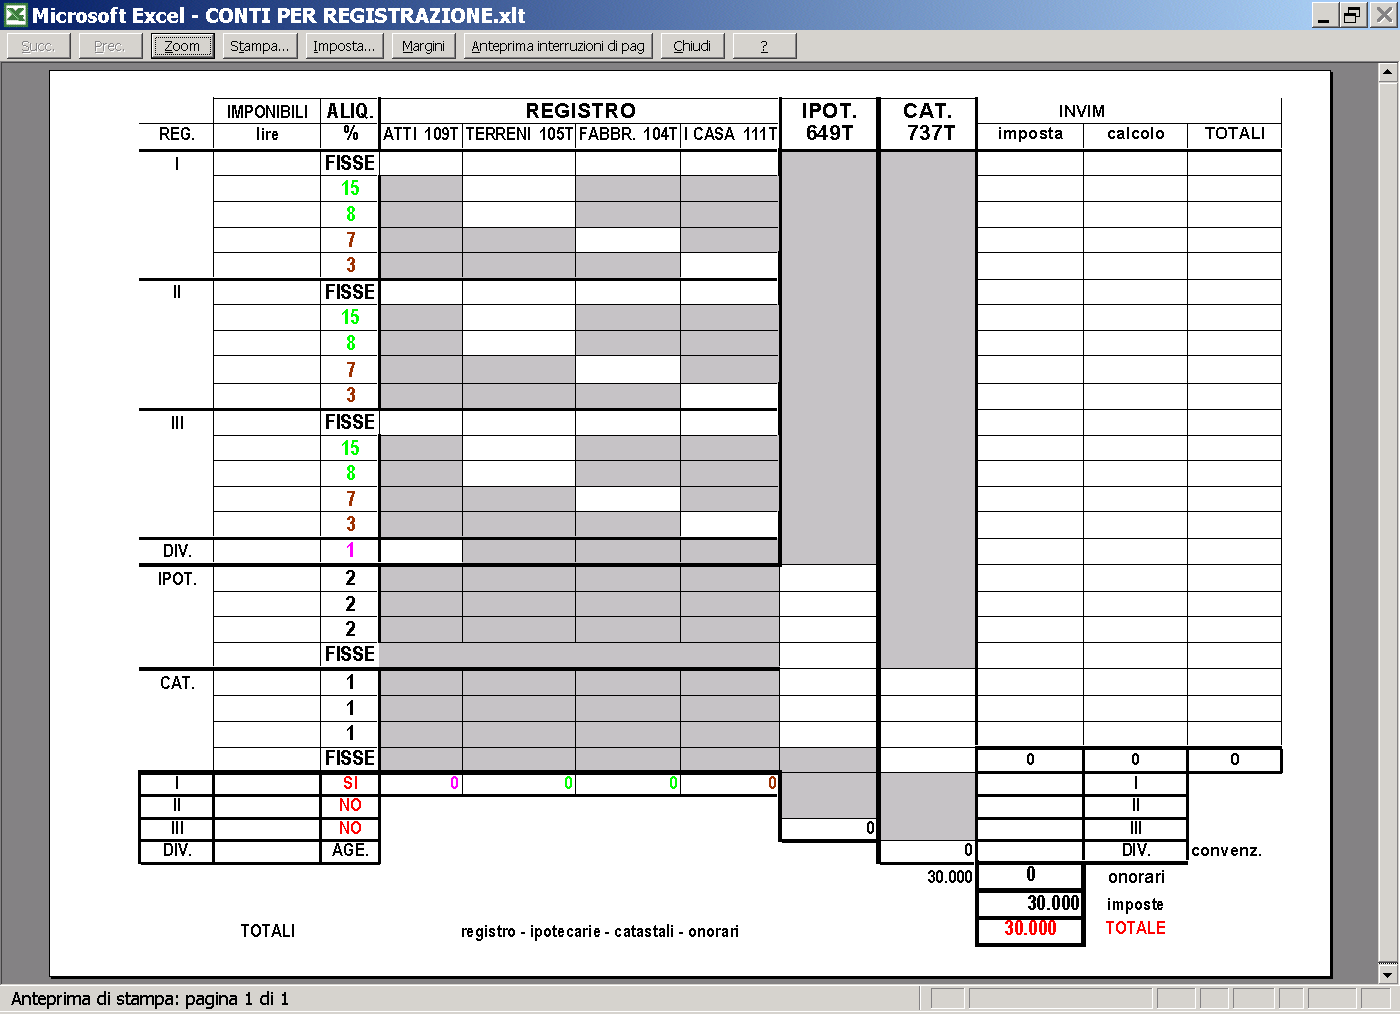 Microsoft Excel - CONTI PER REGISTRAZIONE.xlt
Succ. Prec. Zoom Stampa... Imposta... Margini Anteprima interruzioni di pag Chiudi ?
IMPONIBILI ALIQ. REGISTRO IPOT. CAT. INVIM
REG. lire % ATTI 109T TERRENI 105T FABBR. 104T I CASA 111T 649T 737T imposta calcolo TOTALI
I FISSE
15
8
7
3
II FISSE
15
8
7
3
III FISSE
15
8
7
3
DIV. 1
IPOT. 2
2
2
FISSE
CAT. 1
1
1
FISSE 0 0 0
I SI 0 0 0 0 I
II NO II
III NO 0 III
DIV. AGE. 0 DIV. convenz.
30.000 0 onorari
30.000 imposte
TOTALI registro - ipotecarie - catastali - onorari 30.000 TOTALE
Anteprima di stampa: pagina 1 di 1